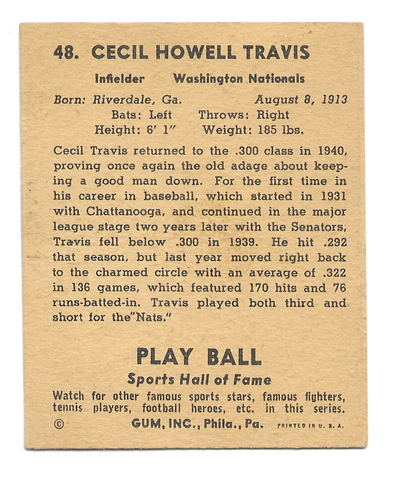 48. CECIL HOWELL TRAVIS
Infielder Washington Nationals
Born: Riverdale, Ga. August 8, 1913
Bats: Left Throws: Right
Height: 6' 1" Weight: 185 lbs.
Cecil Travis returned to the .300 class in 1940,
proving once again the old adage about keep-
ing a good man down. For the first time in
his career in baseball, which started in 1931
with Chattanooga, and continued in the major
league stage two years later with the Senators,
Travis fell below .300 in 1939. He hit .292
that season, but last year moved right back
to the charmed circle with an average of .322
in 136 games, which featured 170 hits and 76
runs-batted-in. Travis played both third and
short for the "Nats."
PLAY BALL
Sports Hall of Fame
Watch for other famous sports stars, famous fighters,
tennis players, football heroes, etc. in this series.
© GUM, INC., Phila., Pa. PRINTED IN U. S. A.